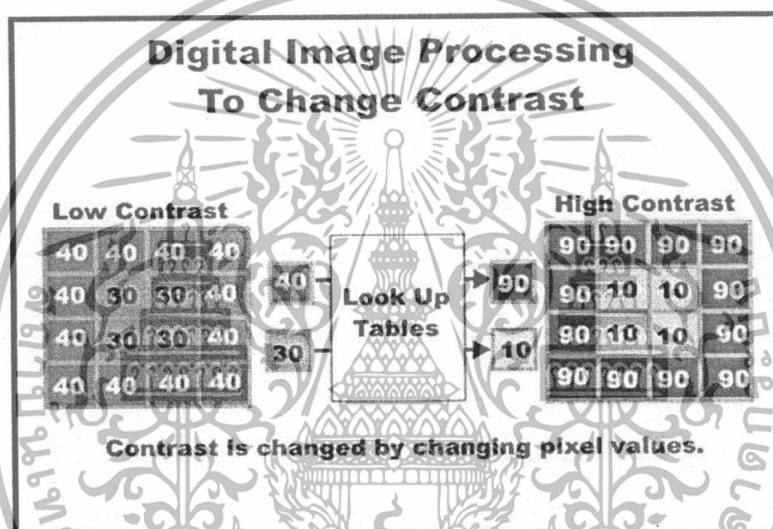 Digital Image Processing
To Change Contrast
Low Contrast
High Contrast
40 40 40 40
40 30 30 40
40 30 30 40
40 40 40 40
40
30
Look Up
Tables
90
10
90 90 90 90
90 10 10 90
90 10 10 90
90 90 90 90
Contrast is changed by changing pixel values.